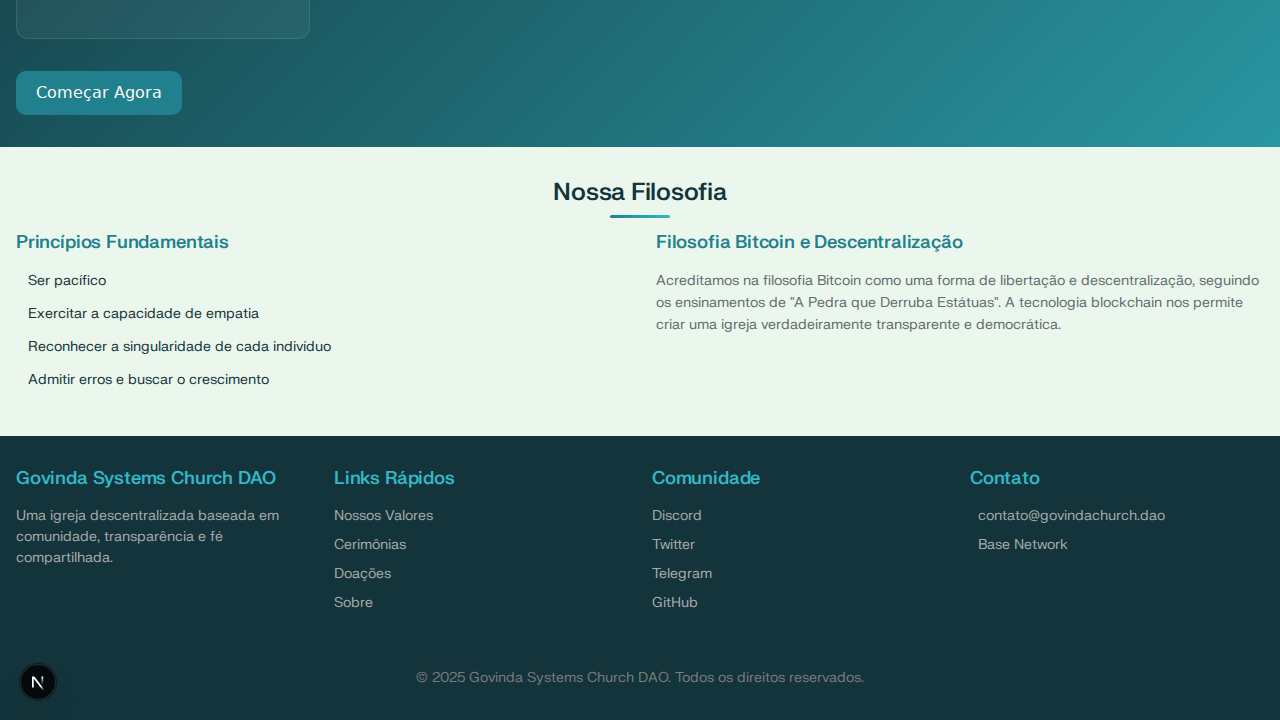 Começar Agora
Nossa Filosofia
Princípios Fundamentais
Ser pacífico
Exercitar a capacidade de empatia
Reconhecer a singularidade de cada indivíduo
Admitir erros e buscar o crescimento
Filosofia Bitcoin e Descentralização
Acreditamos na filosofia Bitcoin como uma forma de libertação e descentralização, seguindo
os ensinamentos de "A Pedra que Derruba Estátuas". A tecnologia blockchain nos permite
criar uma igreja verdadeiramente transparente e democrática.
Govinda Systems Church DAO
Uma igreja descentralizada baseada em
comunidade, transparência e fé
compartilhada.
Links Rápidos
Nossos Valores
Cerimônias
Doações
Sobre
Comunidade
Discord
Twitter
Telegram
GitHub
Contato
contato@govindachurch.dao
Base Network
N
© 2025 Govinda Systems Church DAO. Todos os direitos reservados.